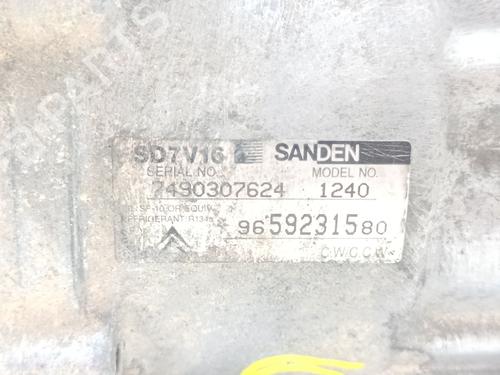 SD7V16 SANDEN
SERIAL NO. MODEL NO.
7490307624 1240
SP-10 OR EQUIV
REFRIGERANT R134a
9659231580
C.W/C.C.W